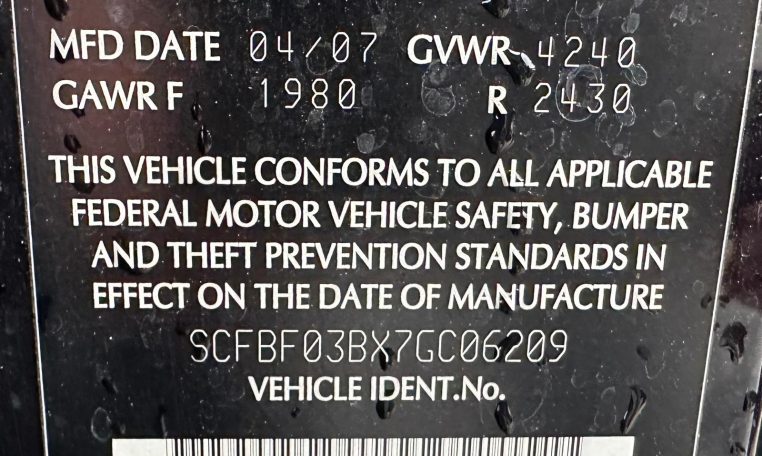 MFD DATE 04/07 GVWR 4240
GAWR F 1980 R 2430
THIS VEHICLE CONFORMS TO ALL APPLICABLE
FEDERAL MOTOR VEHICLE SAFETY, BUMPER
AND THEFT PREVENTION STANDARDS IN
EFFECT ON THE DATE OF MANUFACTURE
SCFBF03BX7GC06209
VEHICLE IDENT.No.